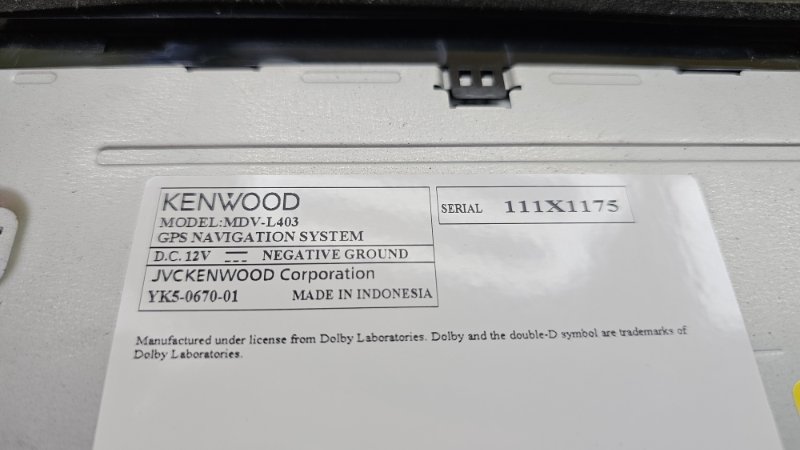 KENWOOD
MODEL:MDV-L403
GPS NAVIGATION SYSTEM
D.C. 12V NEGATIVE GROUND
JVCKENWOOD Corporation
YK5-0670-01 MADE IN INDONESIA
SERIAL 111X1175
Manufactured under license from Dolby Laboratories. Dolby and the double-D symbol are trademarks of
Dolby Laboratories.